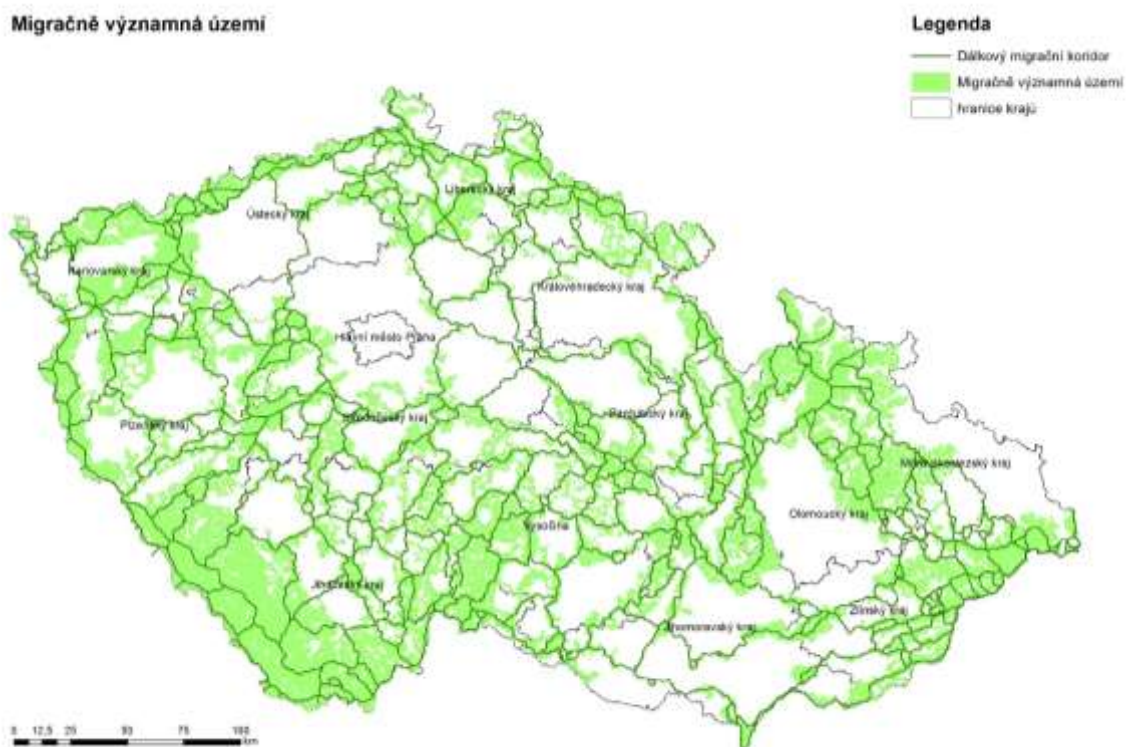 Migračně významná území
Legenda
Dálkový migrační koridor
Migračně významná území
hranice krajů
Liberecký kraj
Ústecký kraj
Karlovarský kraj
Královéhradecký kraj
Hlavní město Praha
Středočeský kraj
Pardubický kraj
Plzeňský kraj
Moravskoslezský kraj
Olomoucký kraj
Vysočina
Jihočeský kraj
Zlínský kraj
Jihomoravský kraj
0 12,5 25 50 75 100
km